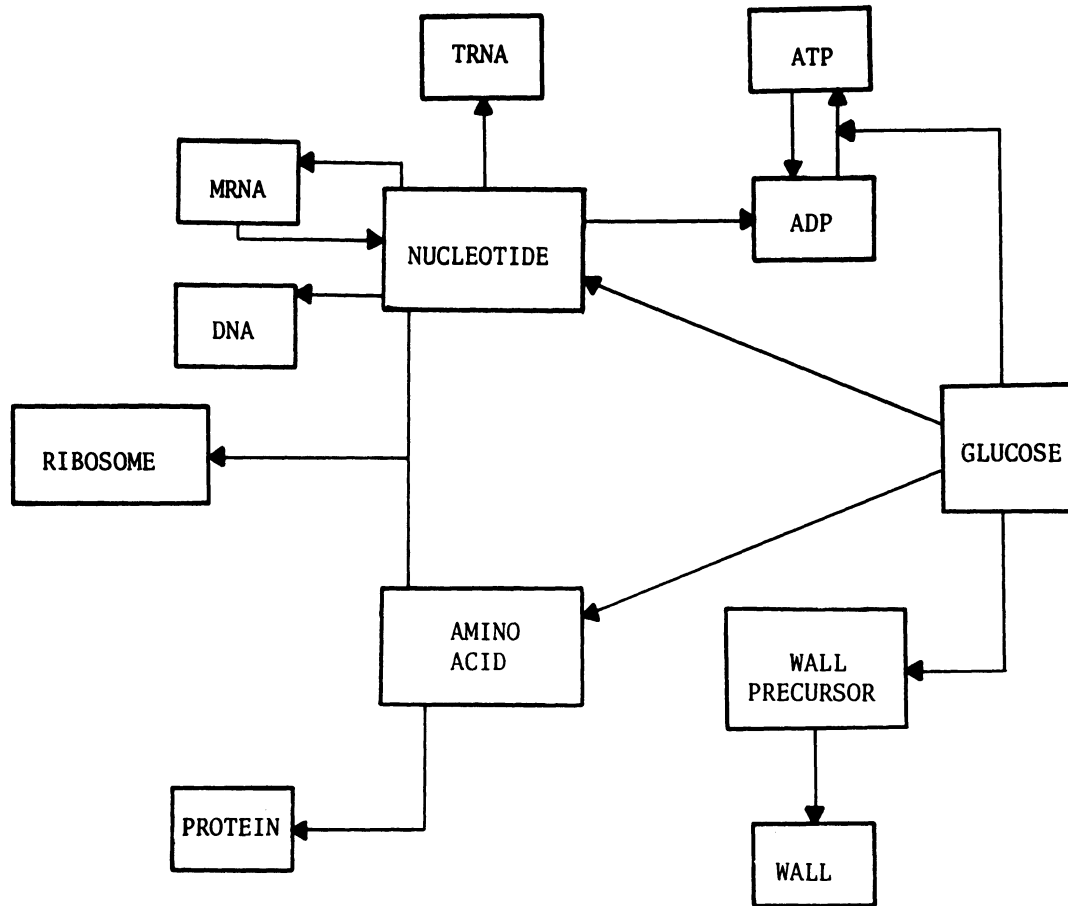 TRNA
ATP
MRNA
ADP
NUCLEOTIDE
DNA
RIBOSOME
GLUCOSE
AMINO
ACID
WALL
PRECURSOR
PROTEIN
WALL